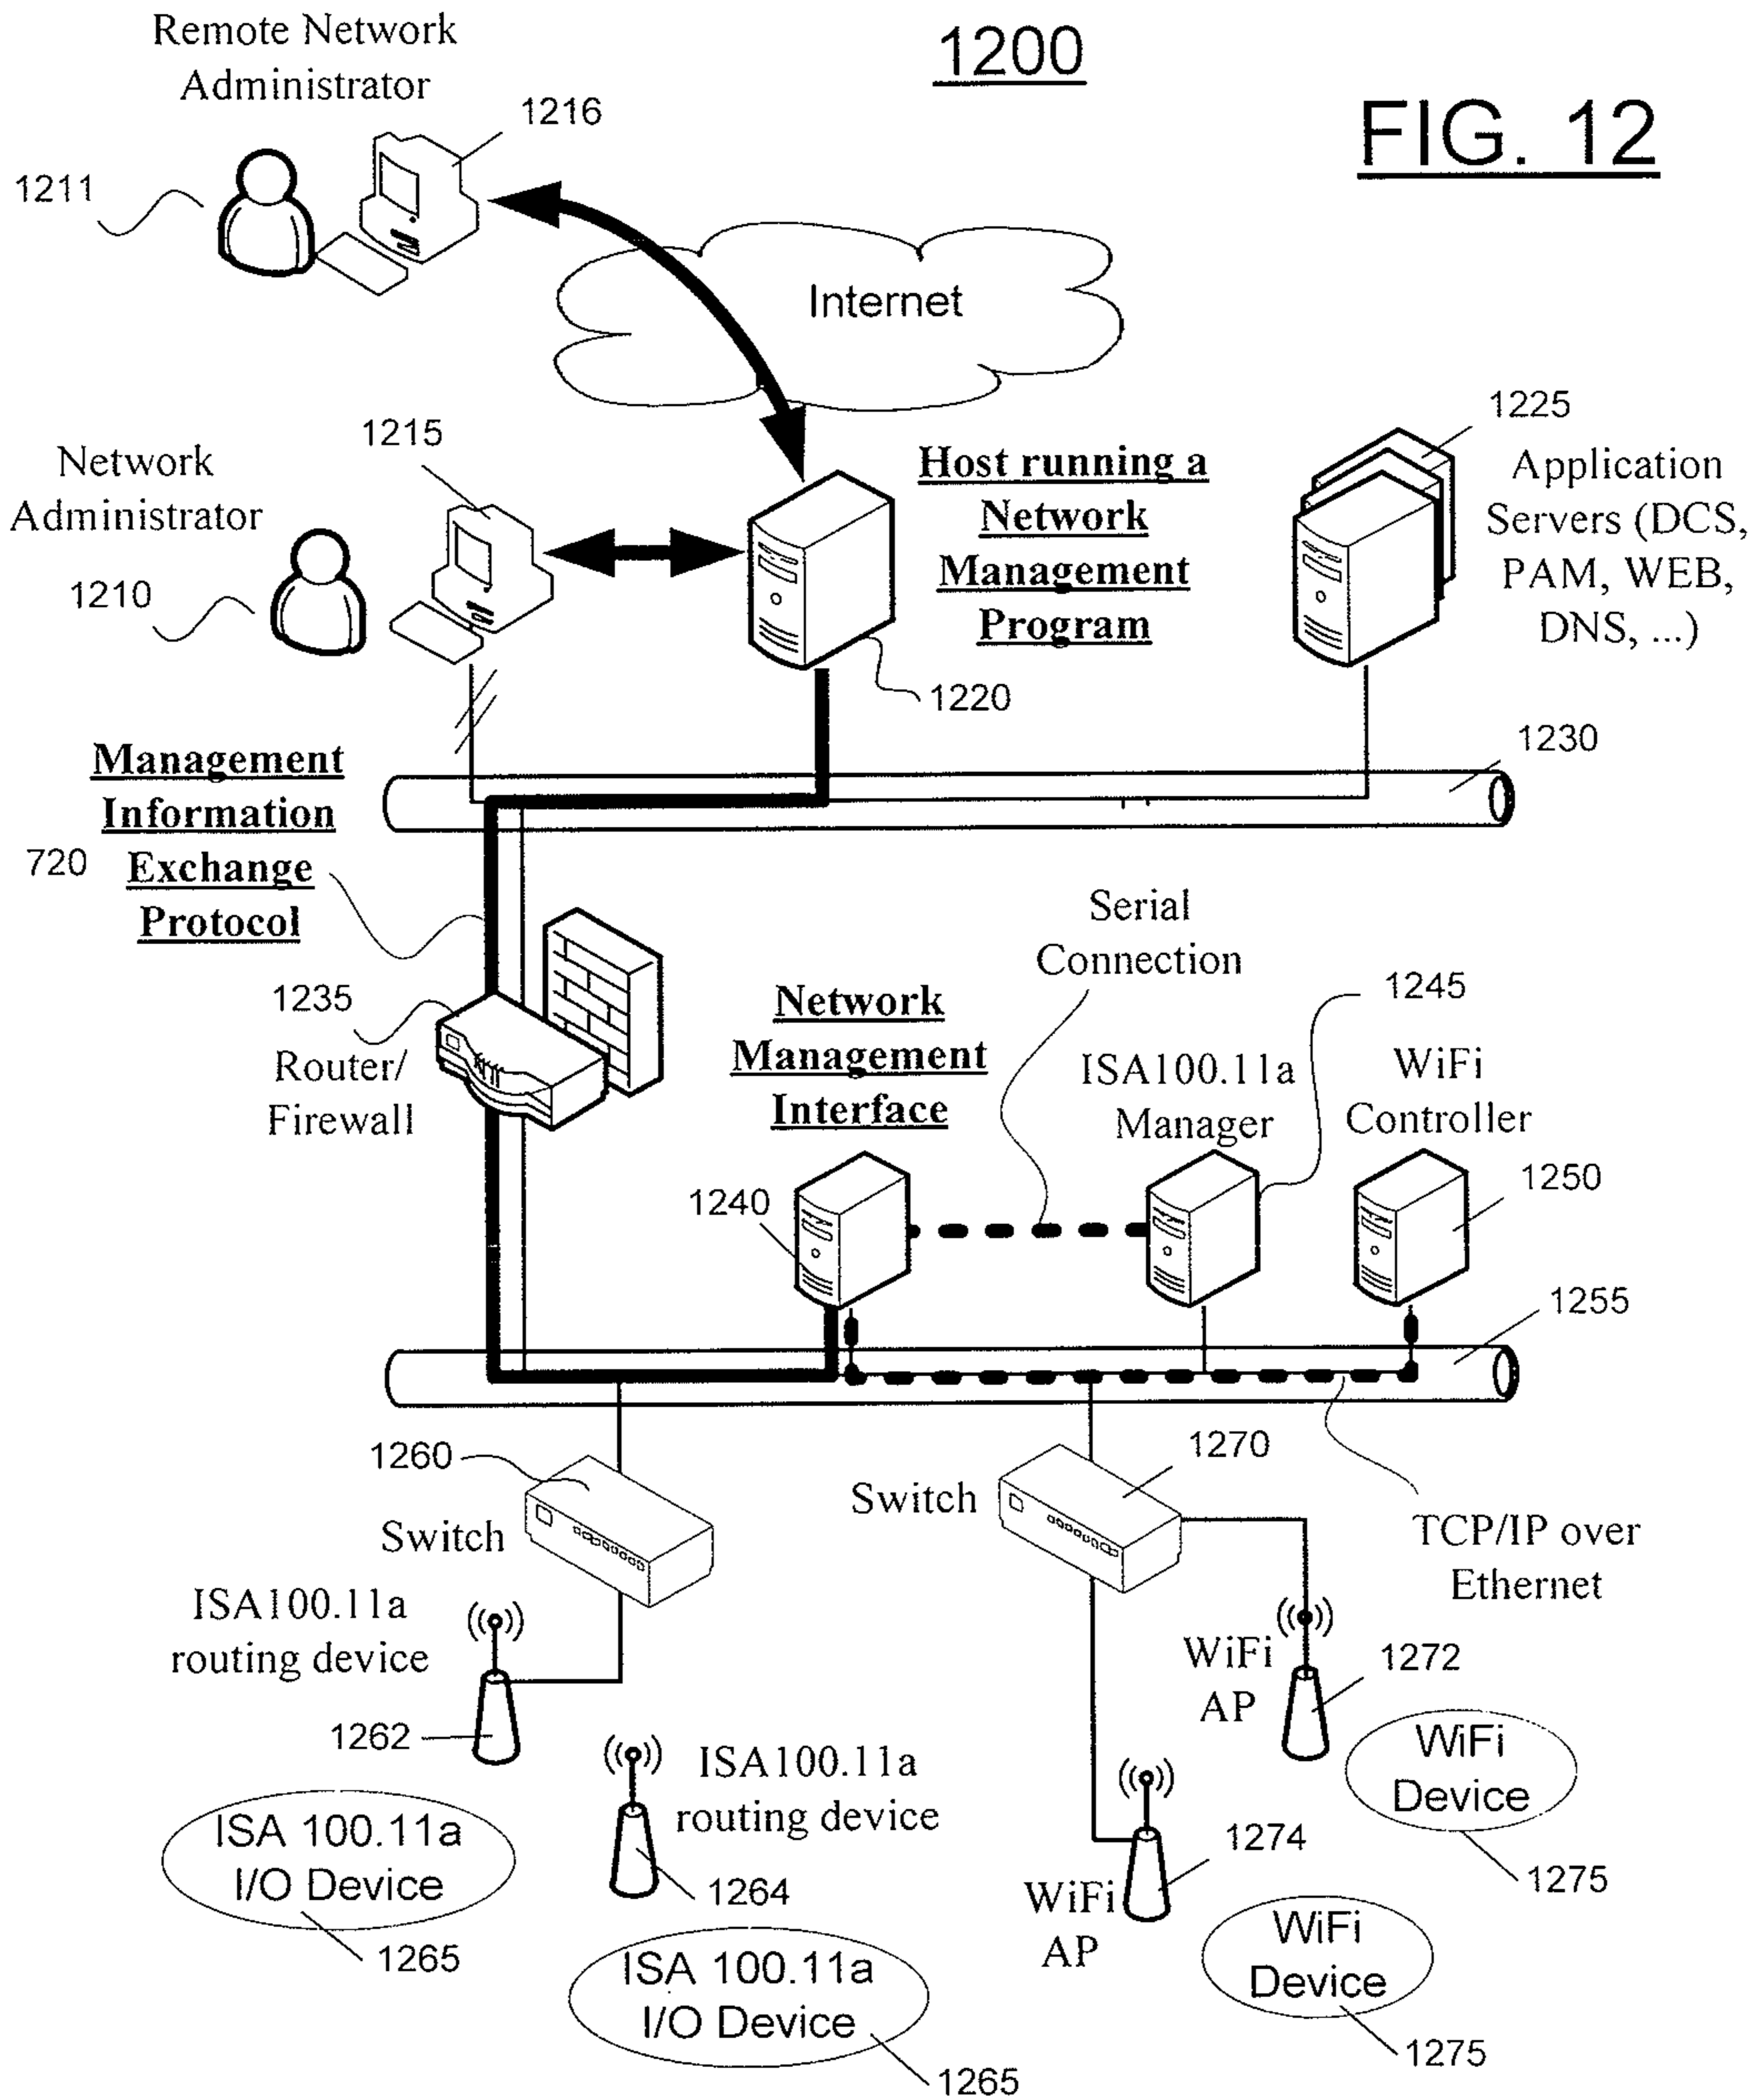 Remote Network
Administrator
1200
FIG. 12
1216
1211
Internet
1225
1215
Network
Administrator
Host running a
Network
Management
Program
Application
Servers (DCS,
PAM, WEB,
DNS, ...)
1210
1220
1230
Management
Information
720 Exchange
Protocol
Serial
Connection
1235
Router/
Firewall
Network
Management
Interface
1245
ISA100.11a
Manager
WiFi
Controller
1240
1250
1255
1260
Switch
1270
Switch
TCP/IP over
Ethernet
ISA100.11a
routing device
WiFi
AP
1272
1262
WiFi
Device
ISA100.11a
routing device
ISA 100.11a
I/O Device
1264
1274
1275
WiFi
AP
WiFi
Device
1265
ISA 100.11a
I/O Device
1265
1275